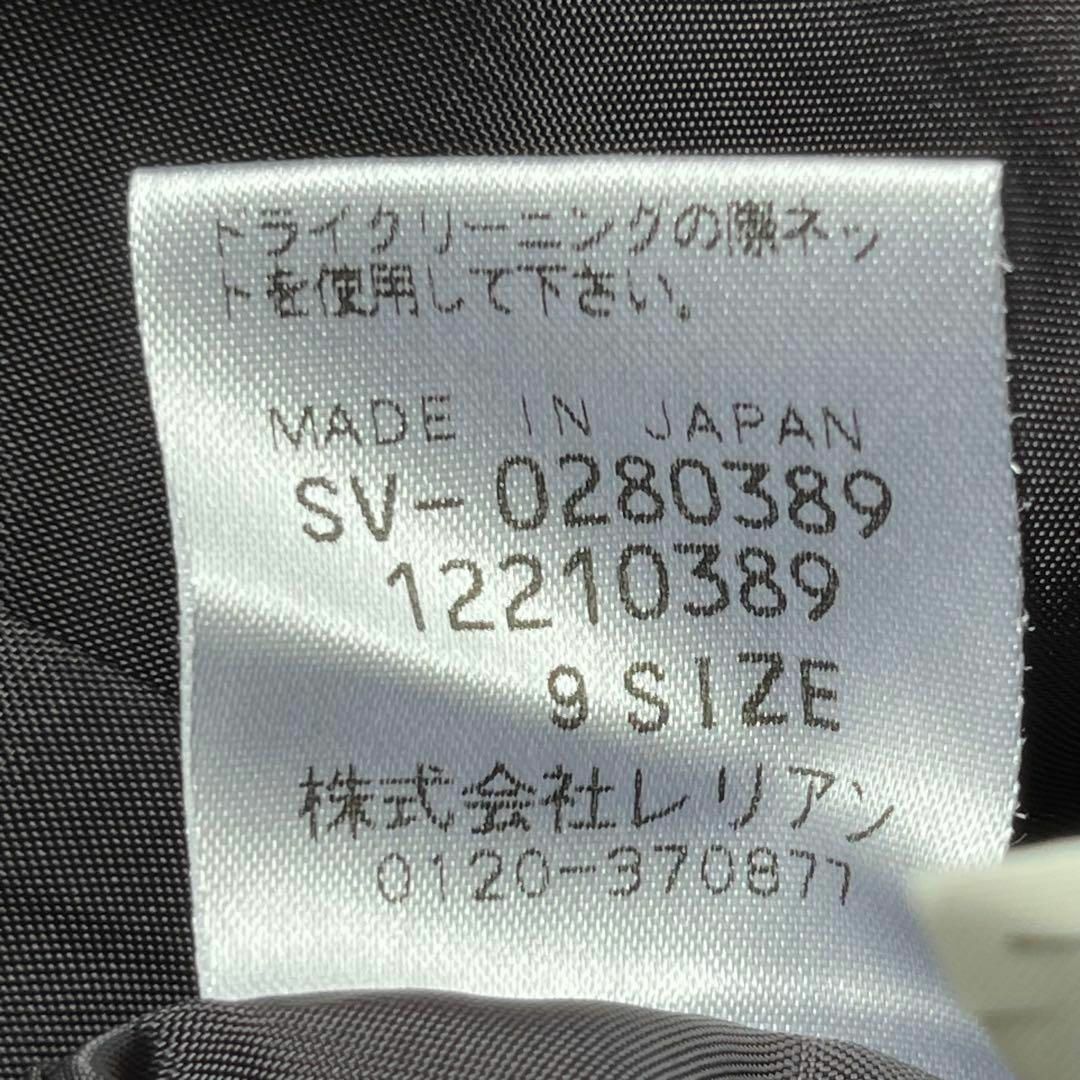 ドライクリーニングの際ネッ
トを使用して下さい。
MADE IN JAPAN
SV-0280389
12210389
9 SIZE
株式会社レリアン
0120-370877